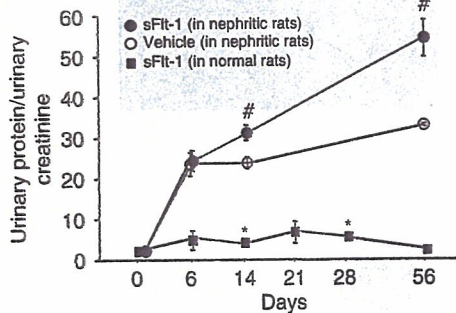 60
50
40
30
20
10
0
Urinary protein/urinary
creatinine
sFlt-1 (in nephritic rats)
Vehicle (in nephritic rats)
sFlt-1 (in normal rats)
#
#
*
*
0 6 14 21 28 56
Days